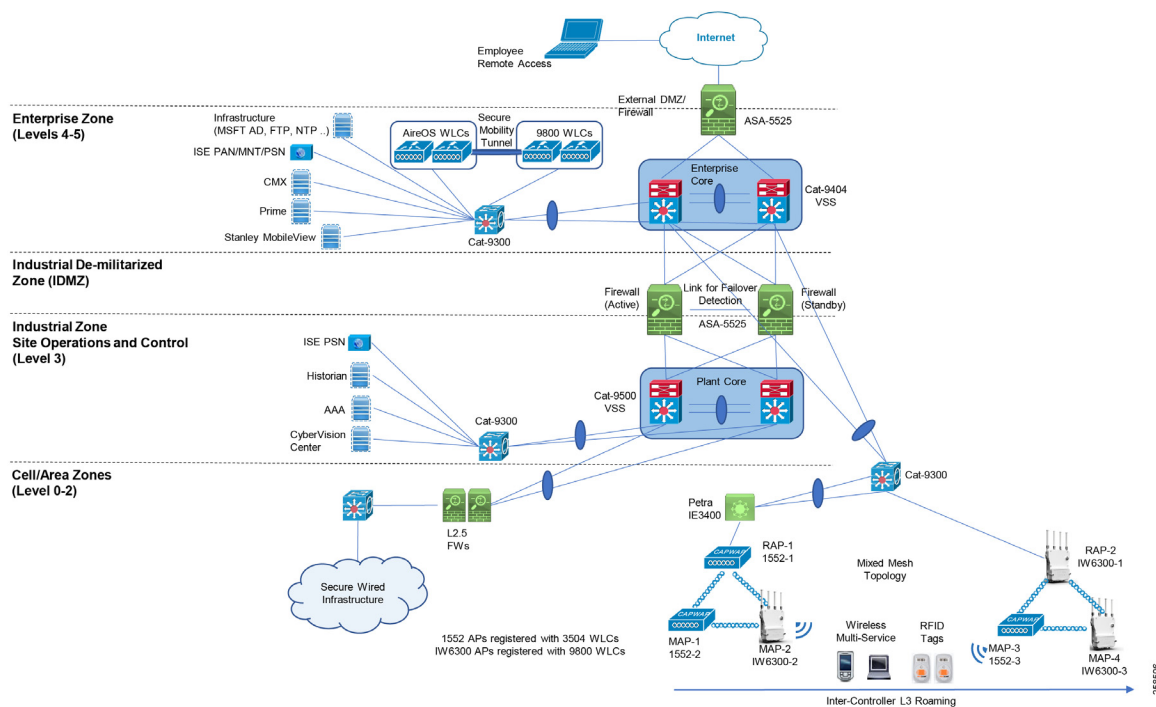 Internet
Employee
Remote Access
External DMZ/
Firewall
ASA-5525
Enterprise Zone
(Levels 4-5)
Infrastructure
(MSFT AD, FTP, NTP ..)
AireOS WLCs
Secure
Mobility
Tunnel
9800 WLCs
ISE PAN/MNT/PSN
CMX
Prime
Stanley MobileView
Cat-9300
Enterprise
Core
Cat-9404
VSS
Industrial De-militarized
Zone (IDMZ)
Firewall
(Active)
Link for Failover
Detection
Firewall
(Standby)
ASA-5525
Industrial Zone
Site Operations and Control
(Level 3)
ISE PSN
Historian
AAA
CyberVision
Center
Cat-9300
Cat-9500
VSS
Plant Core
Cell/Area Zones
(Level 0-2)
L2.5
FWs
Secure Wired
Infrastructure
Cat-9300
Petra
IE3400
CAPWAP
RAP-1
1552-1
Mixed Mesh
Topology
RAP-2
IW6300-1
CAPWAP
MAP-1
1552-2
MAP-2
IW6300-2
Wireless
Multi-Service
RFID
Tags
CAPWAP
MAP-3
1552-3
MAP-4
IW6300-3
1552 APs registered with 3504 WLCs
IW6300 APs registered with 9800 WLCs
Inter-Controller L3 Roaming